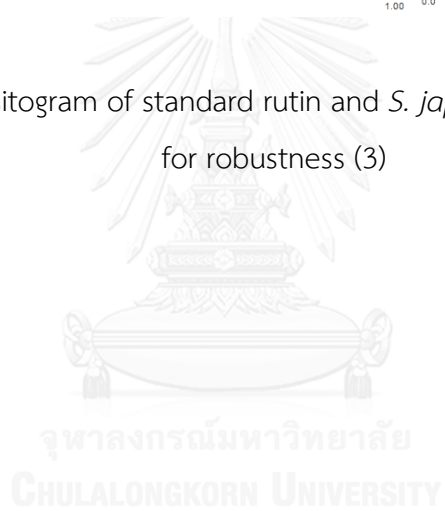 1.00 0.0
itogram of standard rutin and S. ja
for robustness (3)
จุฬาลงกรณ์มหาวิทยาลัย
CHULALONGKORN UNIVERSITY